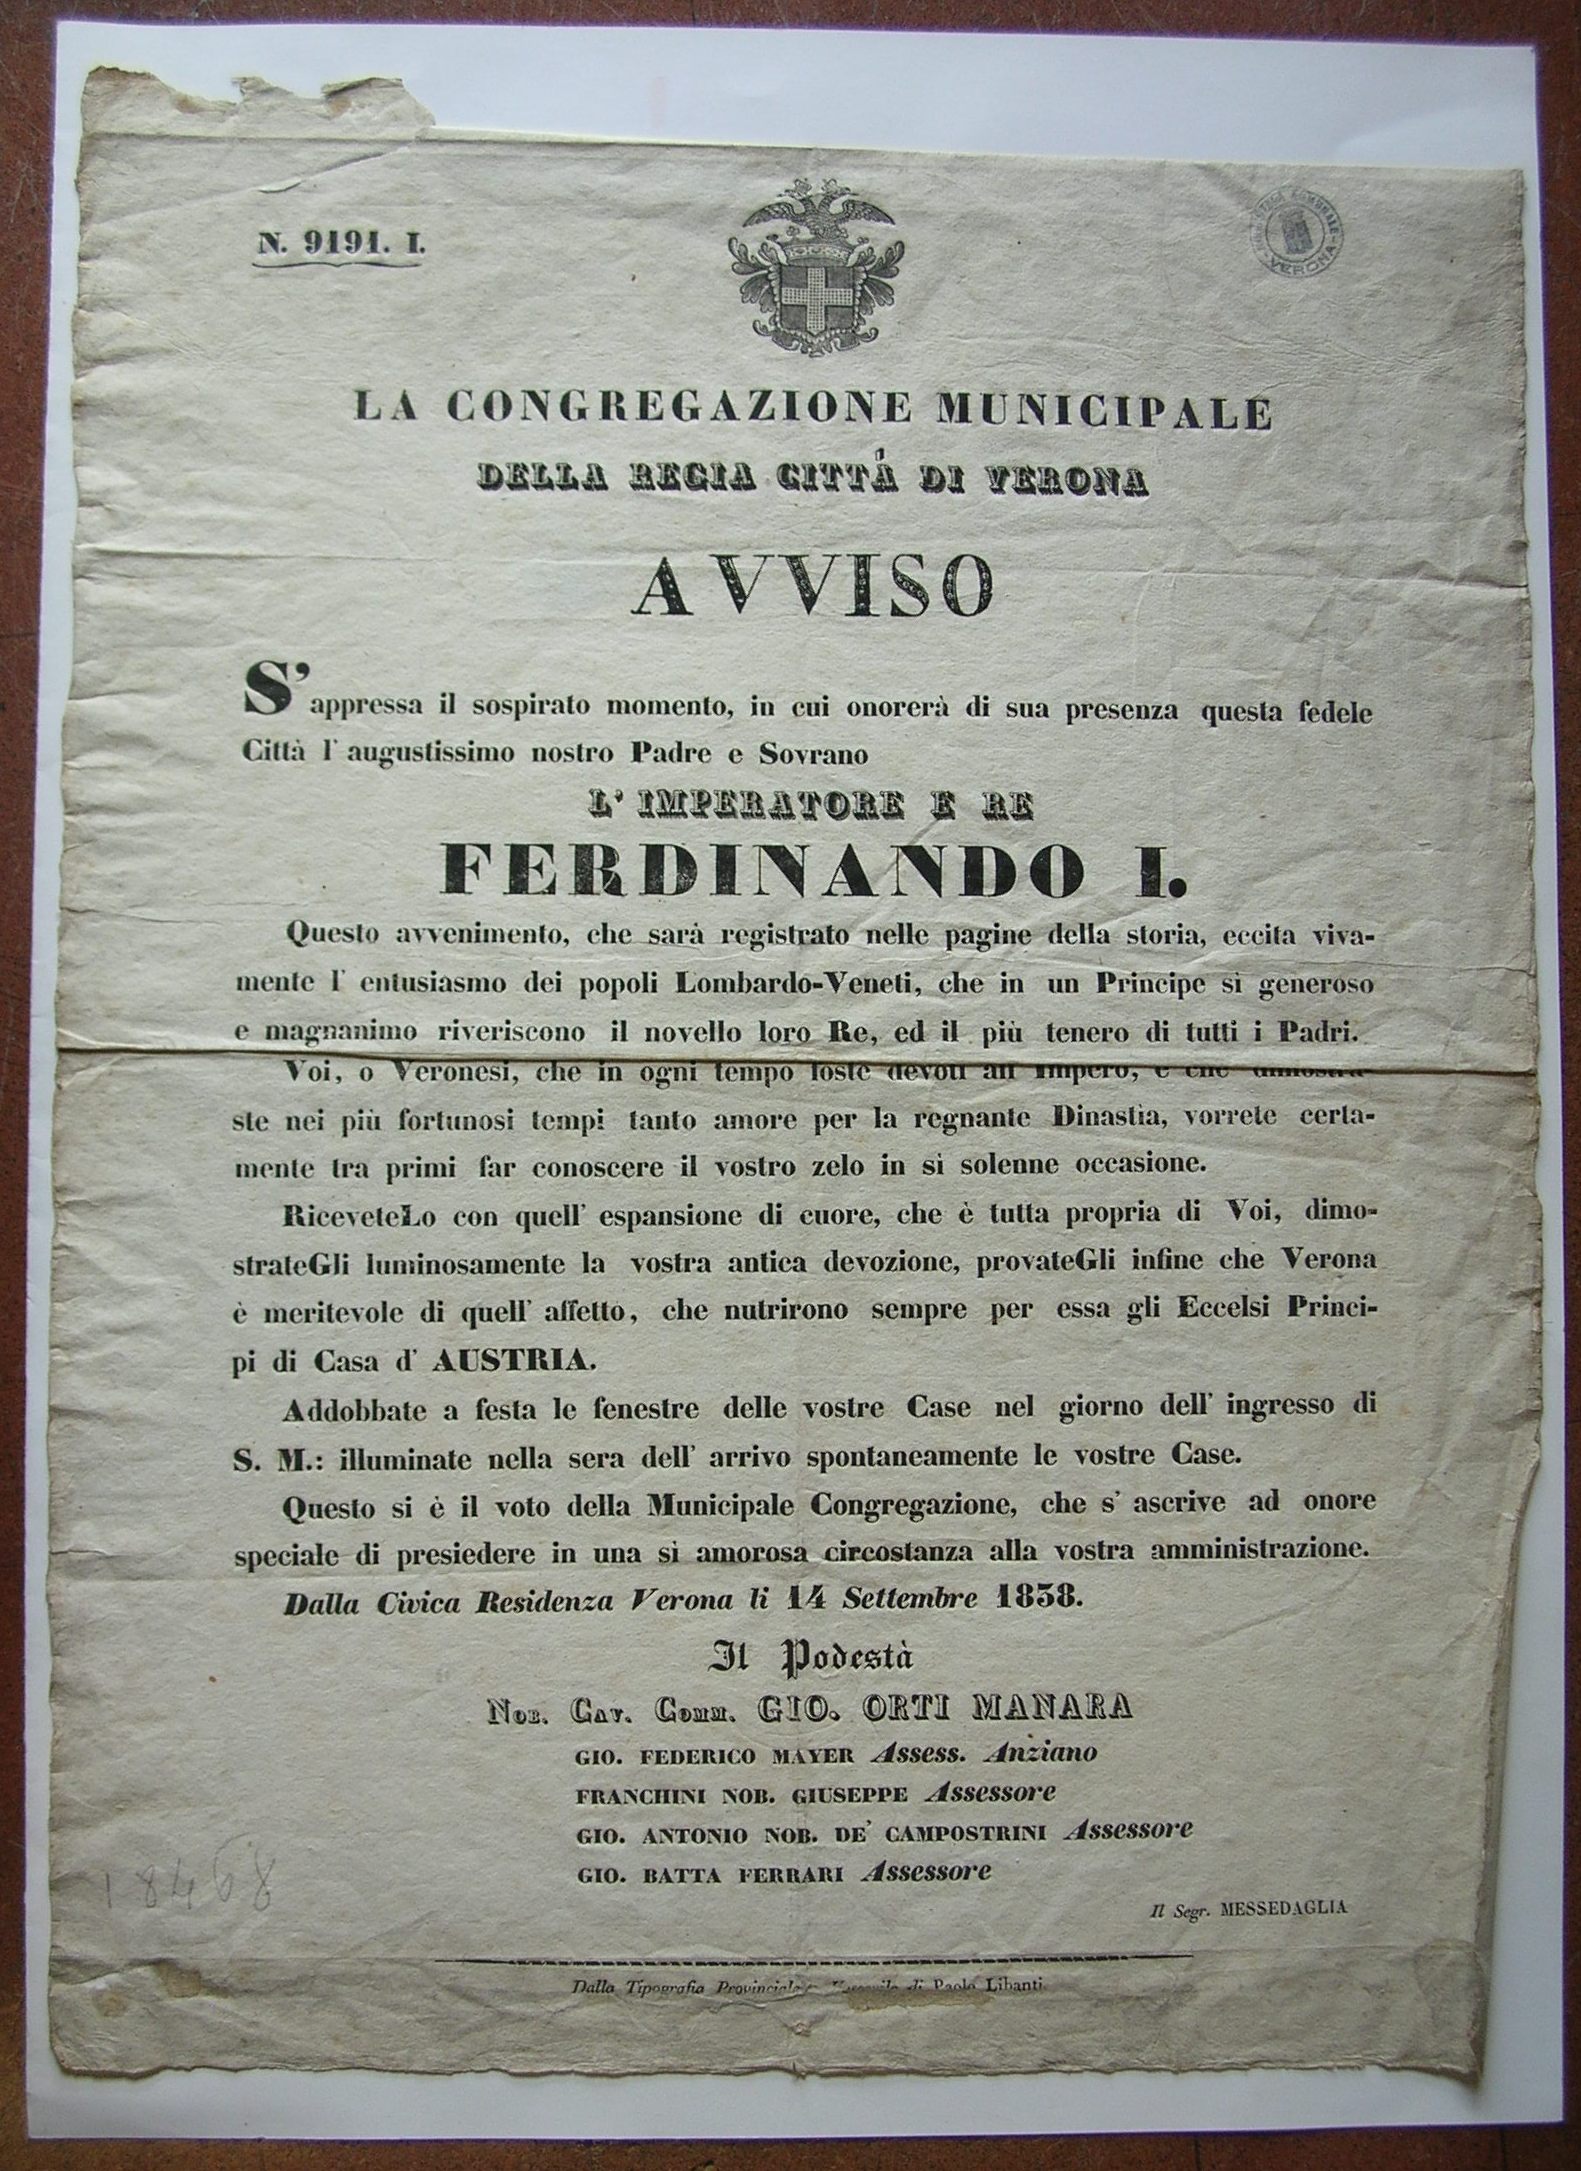 N. 9191. I.
BIBLIOTECA COMUNALE
VERONA
LA CONGREGAZIONE MUNICIPALE
DELLA REGIA CITTÁ DI VERONA
AVVISO
S' appressa il sospirato momento, in cui onorerà di sua presenza questa fedele
Città l' augustissimo nostro Padre e Sovrano
L' IMPERATORE E RE
FERDINANDO I.
Questo avvenimento, che sarà registrato nelle pagine della storia, eccita viva-
mente l' entusiasmo dei popoli Lombardo-Veneti, che in un Principe sì generoso
e magnanimo riveriscono il novello loro Re, ed il più tenero di tutti i Padri.
Voi, o Veronesi, che in ogni tempo foste devoti all' Impero, e che dimostra-
ste nei più fortunosi tempi tanto amore per la regnante Dinastia, vorrete certa-
mente tra primi far conoscere il vostro zelo in sì solenne occasione.
RiceveteLo con quell' espansione di cuore, che è tutta propria di Voi, dimo-
strateGli luminosamente la vostra antica devozione, provateGli infine che Verona
è meritevole di quell' affetto, che nutrirono sempre per essa gli Eccelsi Princi-
pi di Casa d' AUSTRIA.
Addobbate a festa le fenestre delle vostre Case nel giorno dell' ingresso di
S. M.: illuminate nella sera dell' arrivo spontaneamente le vostre Case.
Questo si è il voto della Municipale Congregazione, che s' ascrive ad onore
speciale di presiedere in una sì amorosa circostanza alla vostra amministrazione.
Dalla Civica Residenza Verona li 14 Settembre 1838.
Il Podestà
Nob. Cav. Comm. GIO. ORTI MANARA
GIO. FEDERICO MAYER Assess. Anziano
FRANCHINI NOB. GIUSEPPE Assessore
GIO. ANTONIO NOB. DE' CAMPOSTRINI Assessore
GIO. BATTA FERRARI Assessore
18468
Il Segr. MESSEDAGLIA
Dalla Tipografia Provinciale di Paolo Libanti